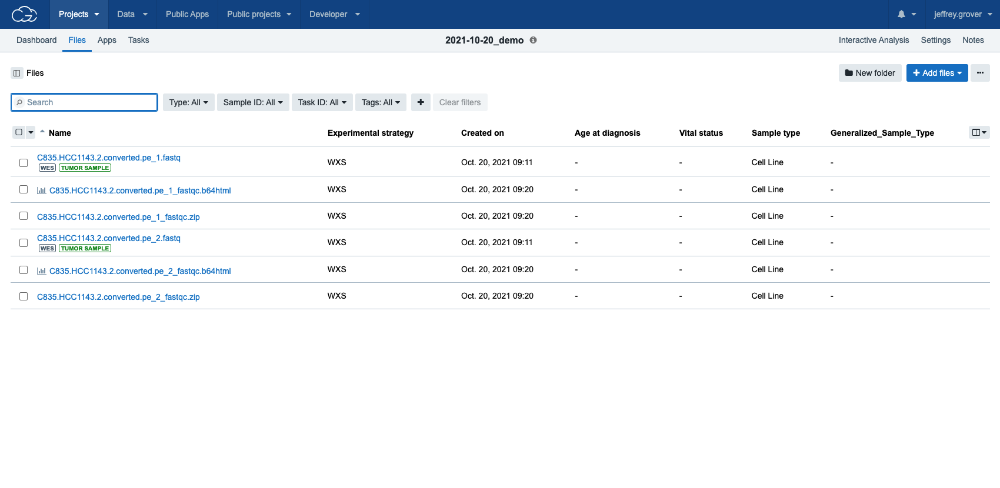 Projects Data Public Apps Public projects Developer jeffrey.grover
Dashboard Files Apps Tasks 2021-10-20_demo Interactive Analysis Settings Notes
Files New folder Add files
Search Type: All Sample ID: All Task ID: All Tags: All Clear filters
Name Experimental strategy Created on Age at diagnosis Vital status Sample type Generalized_Sample_Type
C835.HCC1143.2.converted.pe_1.fastq WXS Oct. 20, 2021 09:11 - - Cell Line -
WES TUMOR SAMPLE
C835.HCC1143.2.converted.pe_1_fastqc.b64html WXS Oct. 20, 2021 09:20 - - Cell Line -
C835.HCC1143.2.converted.pe_1_fastqc.zip WXS Oct. 20, 2021 09:20 - - Cell Line -
C835.HCC1143.2.converted.pe_2.fastq WXS Oct. 20, 2021 09:11 - - Cell Line -
WES TUMOR SAMPLE
C835.HCC1143.2.converted.pe_2_fastqc.b64html WXS Oct. 20, 2021 09:20 - - Cell Line -
C835.HCC1143.2.converted.pe_2_fastqc.zip WXS Oct. 20, 2021 09:20 - - Cell Line -